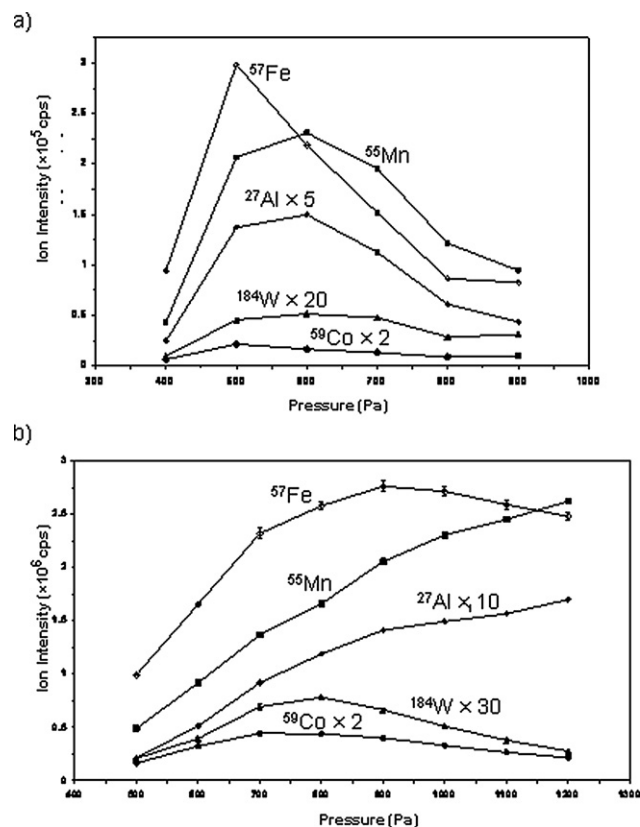 a)
Ion Intensity (×10⁵cps)
3
2.5
2
1.5
1
0.5
0
⁵⁷Fe
⁵⁵Mn
²⁷Al × 5
¹⁸⁴W × 20
⁵⁹Co × 2
300 400 500 600 700 800 900 1000
Pressure (Pa)
b)
Ion Intensity (×10⁶cps)
3
2.5
2
1.5
1
0.5
0
⁵⁷Fe
⁵⁵Mn
²⁷Al × 10
¹⁸⁴W × 30
⁵⁹Co × 2
400 500 600 700 800 900 1000 1100 1200 1300
Pressure (Pa)